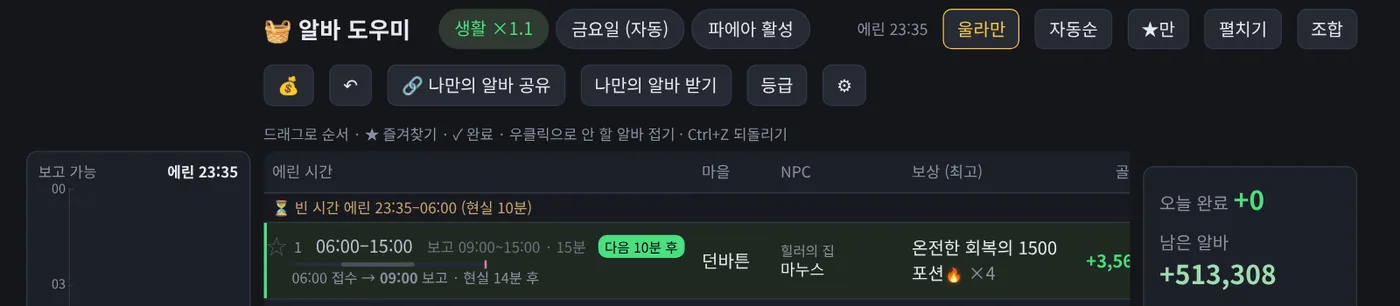 🧺 알바 도우미 생활 ×1.1 금요일 (자동) 파에아 활성 에린 23:35 울라만 자동순 ★만 펼치기 조합
💰 ↶ 🔗 나만의 알바 공유 나만의 알바 받기 등급 ⚙
드래그로 순서 · ★ 즐겨찾기 · ✓ 완료 · 우클릭으로 안 할 알바 접기 · Ctrl+Z 되돌리기
보고 가능 에린 23:35
00
03
에린 시간 마을 NPC 보상 (최고) 골
⏳ 빈 시간 에린 23:35–06:00 (현실 10분)
☆ 1 06:00–15:00 보고 09:00~15:00 · 15분 다음 10분 후
06:00 접수 → 09:00 보고 · 현실 14분 후
던바튼
힐러의 집
마누스
온전한 회복의 1500
포션🔥 ×4
+3,56
오늘 완료 +0
남은 알바
+513,308